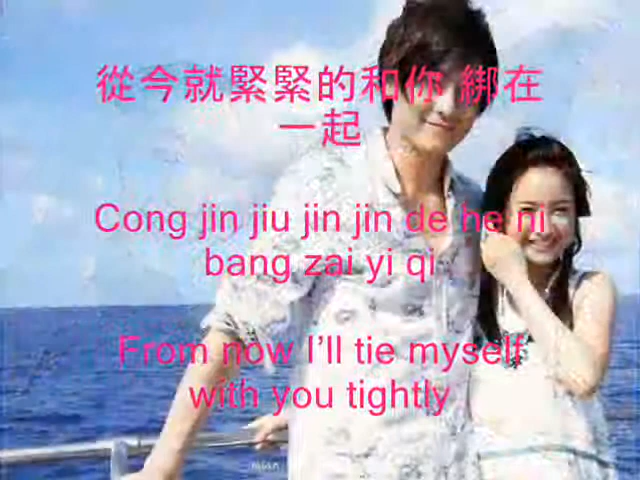 從今就緊緊的和你 綁在
一起
Cong jin jiu jin jin de he ni
bang zai yi qi
From now I'll tie myself
with you tightly